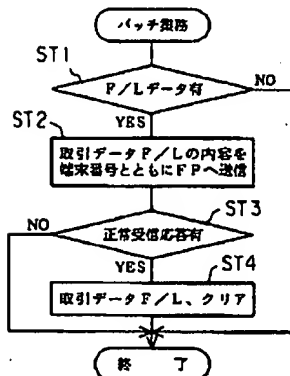 バッチ業務
ST1
F/Lデータ有
NO
YES
ST2
取引データF/Lの内容を
端末番号とともにFPへ送信
ST3
NO
正常受信応答有
YES
ST4
取引データF/L、クリア
終 了